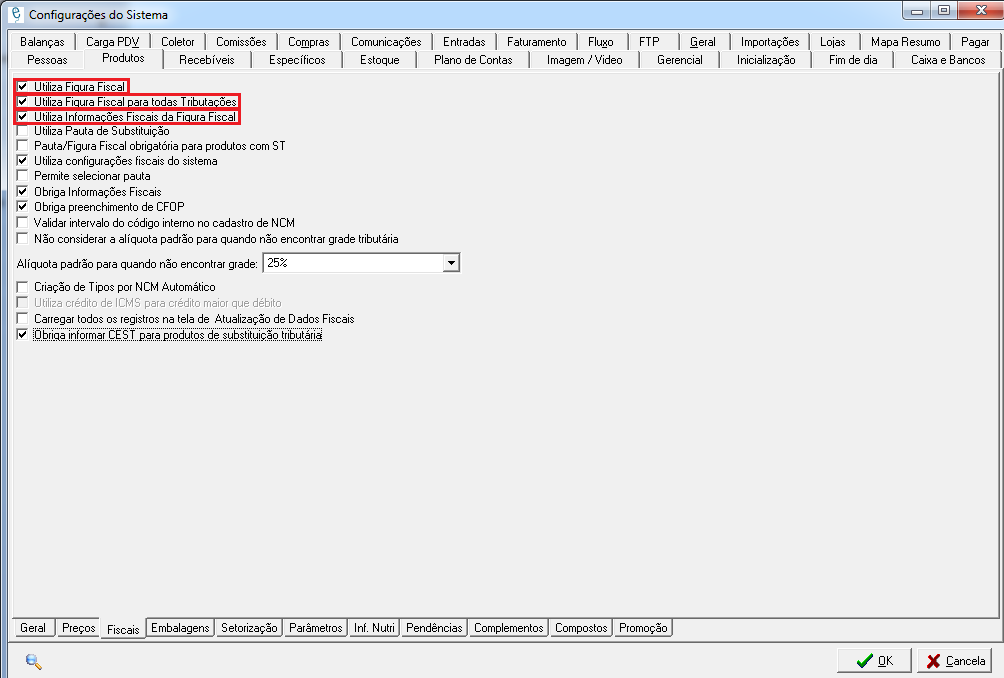 Configurações do Sistema
Balanças Carga PDV Coletor Comissões Compras Comunicações Entradas Faturamento Fluxo FTP Geral Importações Lojas Mapa Resumo Pagar
Pessoas Produtos Recebíveis Específicos Estoque Plano de Contas Imagem / Video Gerencial Inicialização Fim de dia Caixa e Bancos
Utiliza Figura Fiscal
Utiliza Figura Fiscal para todas Tributações
Utiliza Informações Fiscais da Figura Fiscal
Utiliza Pauta de Substituição
Pauta/Figura Fiscal obrigatória para produtos com ST
Utiliza configurações fiscais do sistema
Permite selecionar pauta
Obriga Informações Fiscais
Obriga preenchimento de CFOP
Validar intervalo do código interno no cadastro de NCM
Não considerar a alíquota padrão para quando não encontrar grade tributária
Alíquota padrão para quando não encontrar grade: 25%
Criação de Tipos por NCM Automático
Utiliza crédito de ICMS para crédito maior que débito
Carregar todos os registros na tela de Atualização de Dados Fiscais
Obriga informar CEST para produtos de substituição tributária
Geral Preços Fiscais Embalagens Setorização Parâmetros Inf. Nutri Pendências Complementos Compostos Promoção
OK Cancela